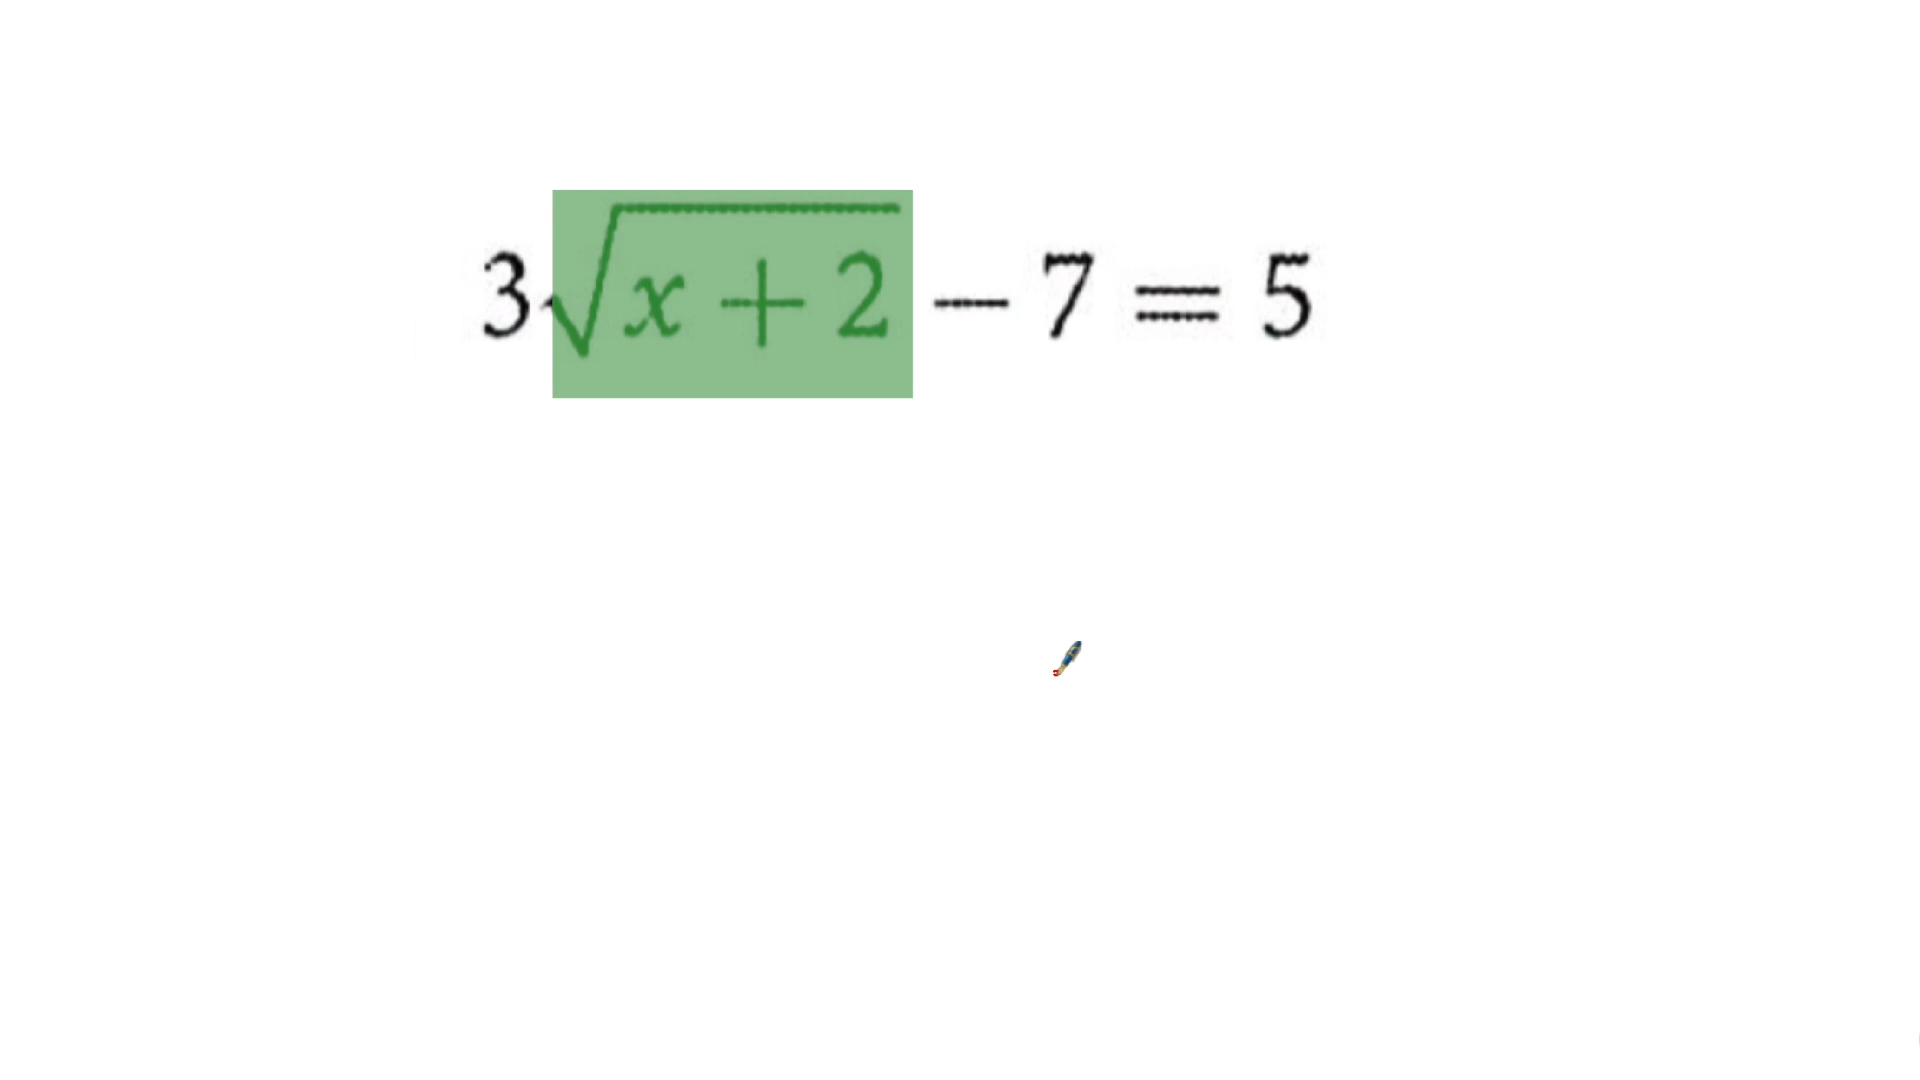 3√x + 2 − 7 = 5